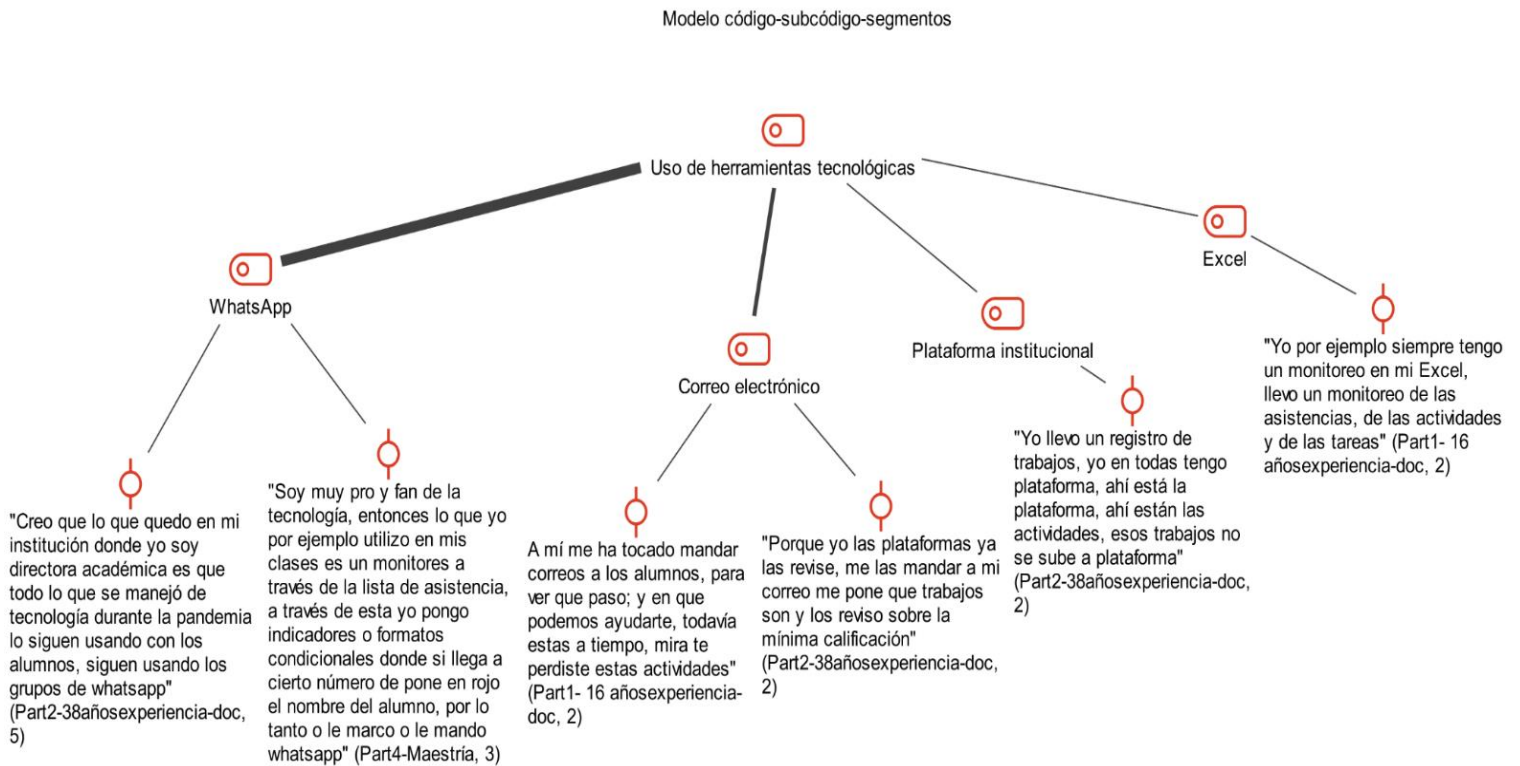 Modelo código-subcódigo-segmentos
Uso de herramientas tecnológicas
WhatsApp
Excel
Correo electrónico
Plataforma institucional
"Creo que lo que quedo en mi
institución donde yo soy
directora académica es que
todo lo que se manejó de
tecnología durante la pandemia
lo siguen usando con los
alumnos, siguen usando los
grupos de whatsapp"
(Part2-38añosexperiencia-doc,
5)
"Soy muy pro y fan de la
tecnología, entonces lo que yo
por ejemplo utilizo en mis
clases es un monitores a
través de la lista de asistencia,
a través de esta yo pongo
indicadores o formatos
condicionales donde si llega a
cierto número de pone en rojo
el nombre del alumno, por lo
tanto o le marco o le mando
whatsapp" (Part4-Maestría, 3)
A mí me ha tocado mandar
correos a los alumnos, para
ver que paso; y en que
podemos ayudarte, todavía
estas a tiempo, mira te
perdiste estas actividades"
(Part1- 16 añosexperiencia-
doc, 2)
"Porque yo las plataformas ya
las revise, me las mandar a mi
correo me pone que trabajos
son y los reviso sobre la
mínima calificación"
(Part2-38añosexperiencia-doc,
2)
"Yo llevo un registro de
trabajos, yo en todas tengo
plataforma, ahí está la
plataforma, ahí están las
actividades, esos trabajos no
se sube a plataforma"
(Part2-38añosexperiencia-doc,
2)
"Yo por ejemplo siempre tengo
un monitoreo en mi Excel,
llevo un monitoreo de las
asistencias, de las actividades
y de las tareas" (Part1- 16
añosexperiencia-doc, 2)